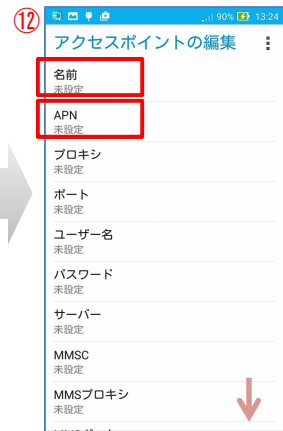 ⑫
90% 13:24
アクセスポイントの編集
名前
未設定
APN
未設定
プロキシ
未設定
ポート
未設定
ユーザー名
未設定
パスワード
未設定
サーバー
未設定
MMSC
未設定
MMSプロキシ
未設定